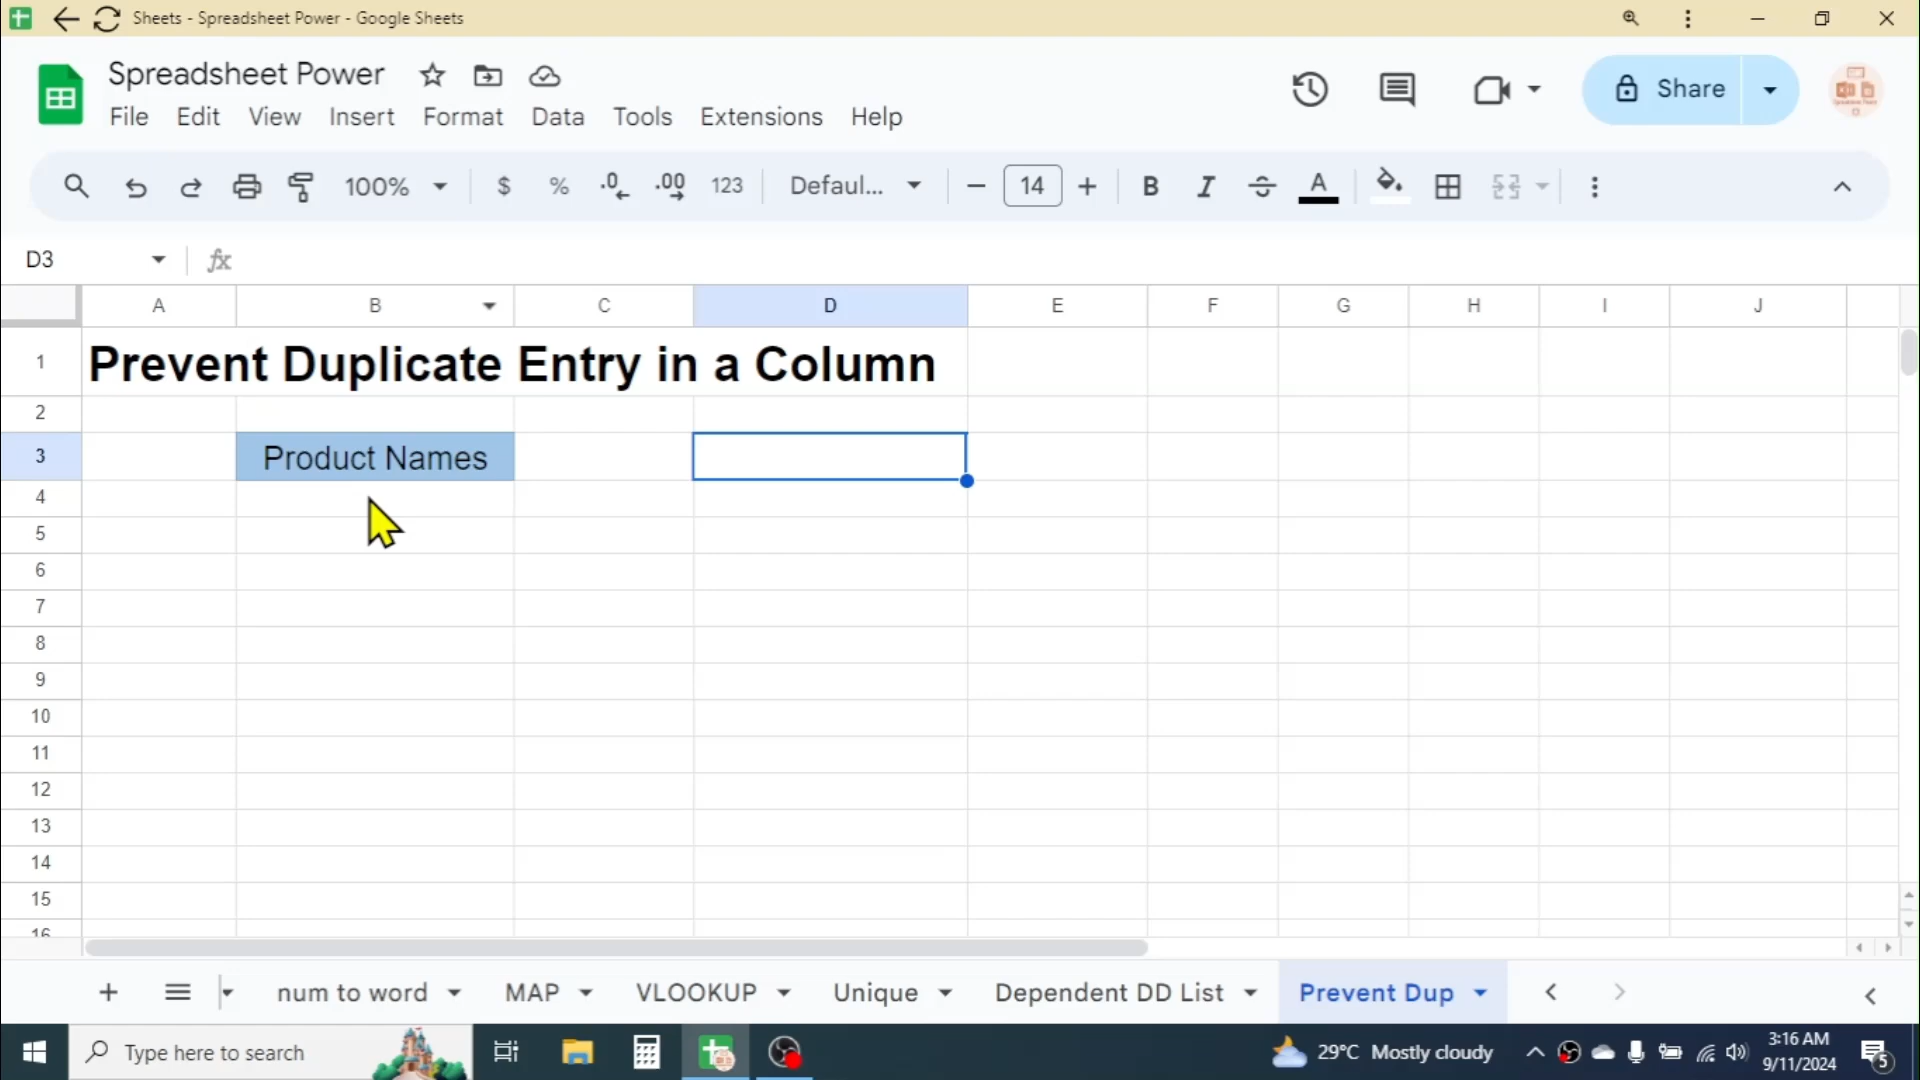 Sheets - Spreadsheet Power - Google Sheets
Spreadsheet Power
File Edit View Insert Format Data Tools Extensions Help
Share
100% $ % .0 .00 123 Defaul... 14 B I A
D3 fx
A B C D E F G H I J
1 Prevent Duplicate Entry in a Column
2
3 Product Names
4
5
6
7
8
9
10
11
12
13
14
15
16
num to word MAP VLOOKUP Unique Dependent DD List Prevent Dup
Type here to search 29°C Mostly cloudy 3:16 AM
9/11/2024 5